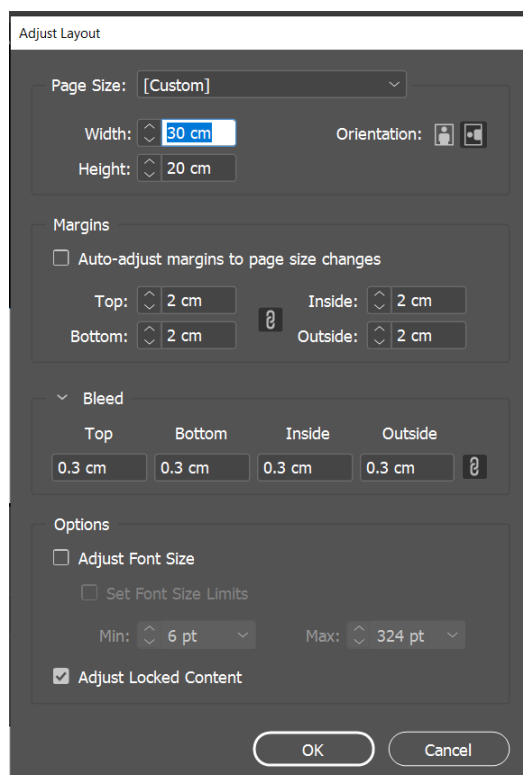 Adjust Layout
Page Size: [Custom]
Width: 30 cm Orientation:
Height: 20 cm
Margins
Auto-adjust margins to page size changes
Top: 2 cm Inside: 2 cm
Bottom: 2 cm Outside: 2 cm
Bleed
Top Bottom Inside Outside
0.3 cm 0.3 cm 0.3 cm 0.3 cm
Options
Adjust Font Size
Set Font Size Limits
Min: 6 pt Max: 324 pt
Adjust Locked Content
OK Cancel